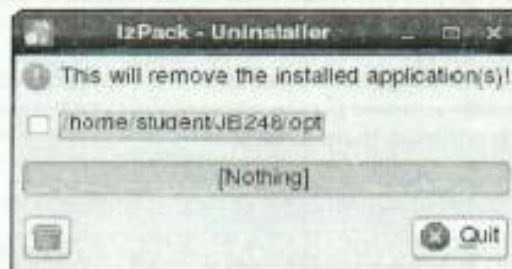 IzPack - Uninstaller
This will remove the installed application(s)!
/home/student/JB248/opt
[Nothing]
Quit